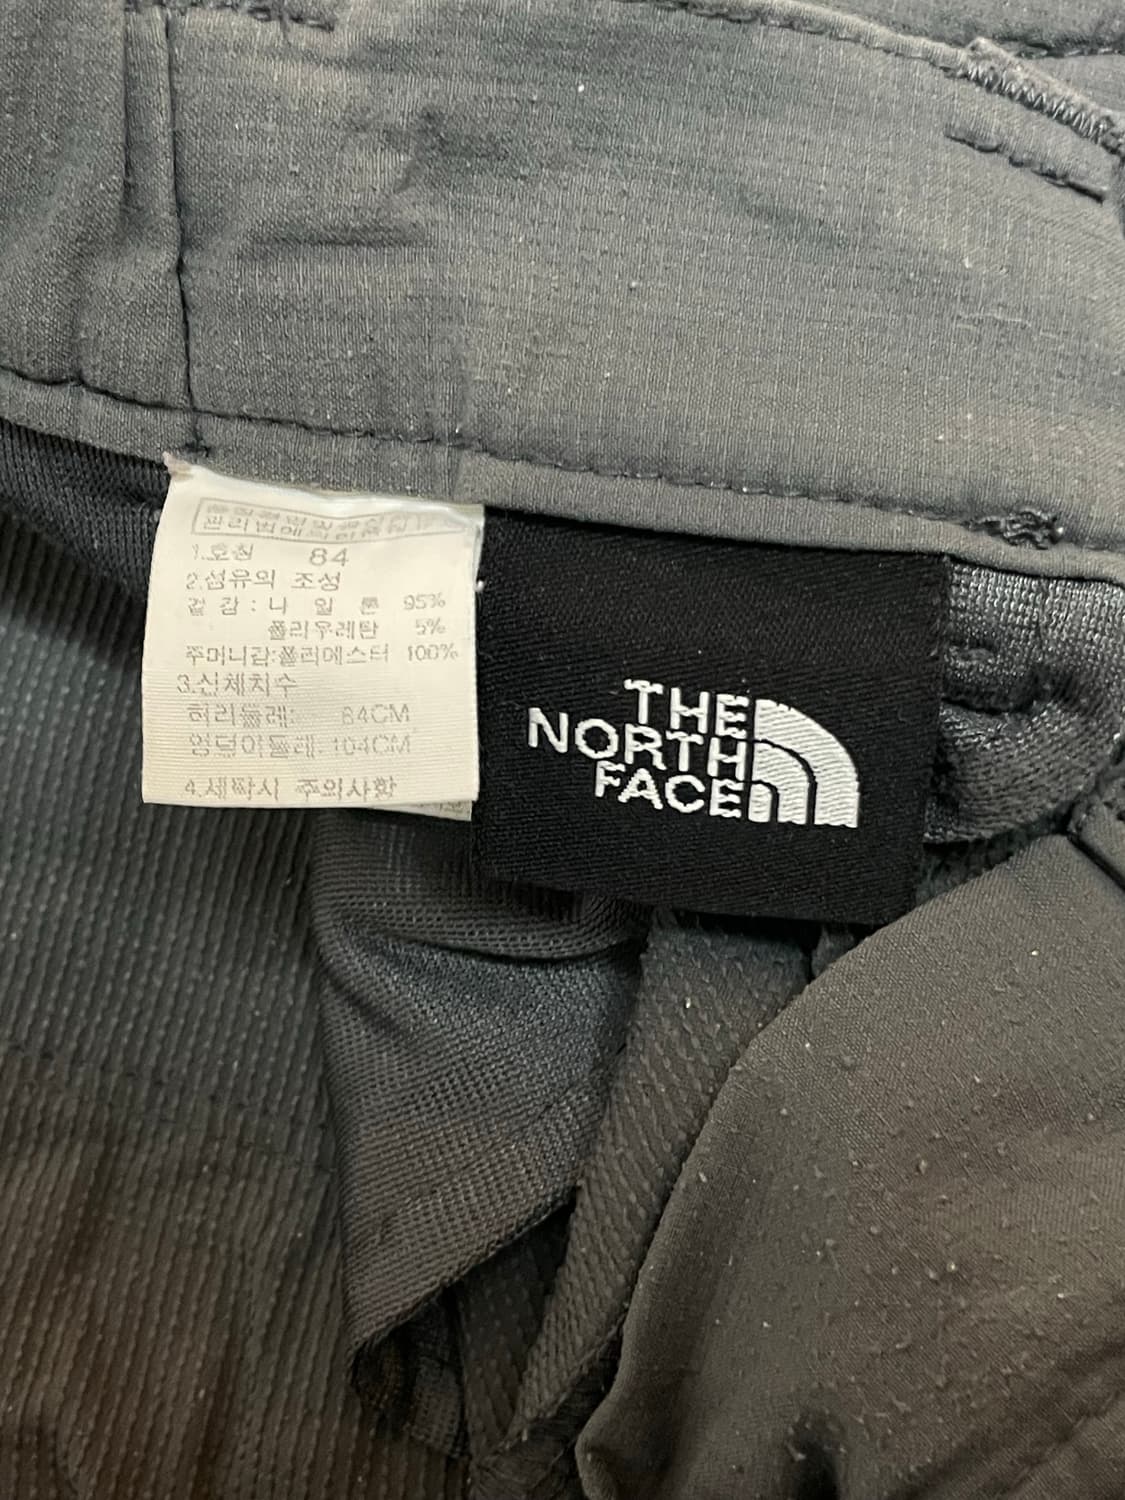 1.호칭 84
2.섬유의 조성
겉 감 : 나 일 론 95%
폴리우레탄 5%
주머니감:폴리에스터 100%
3.신체치수
허리둘레: 84CM
엉덩이둘레: 104CM
4.세탁시 주의사항
THE
NORTH
FACE